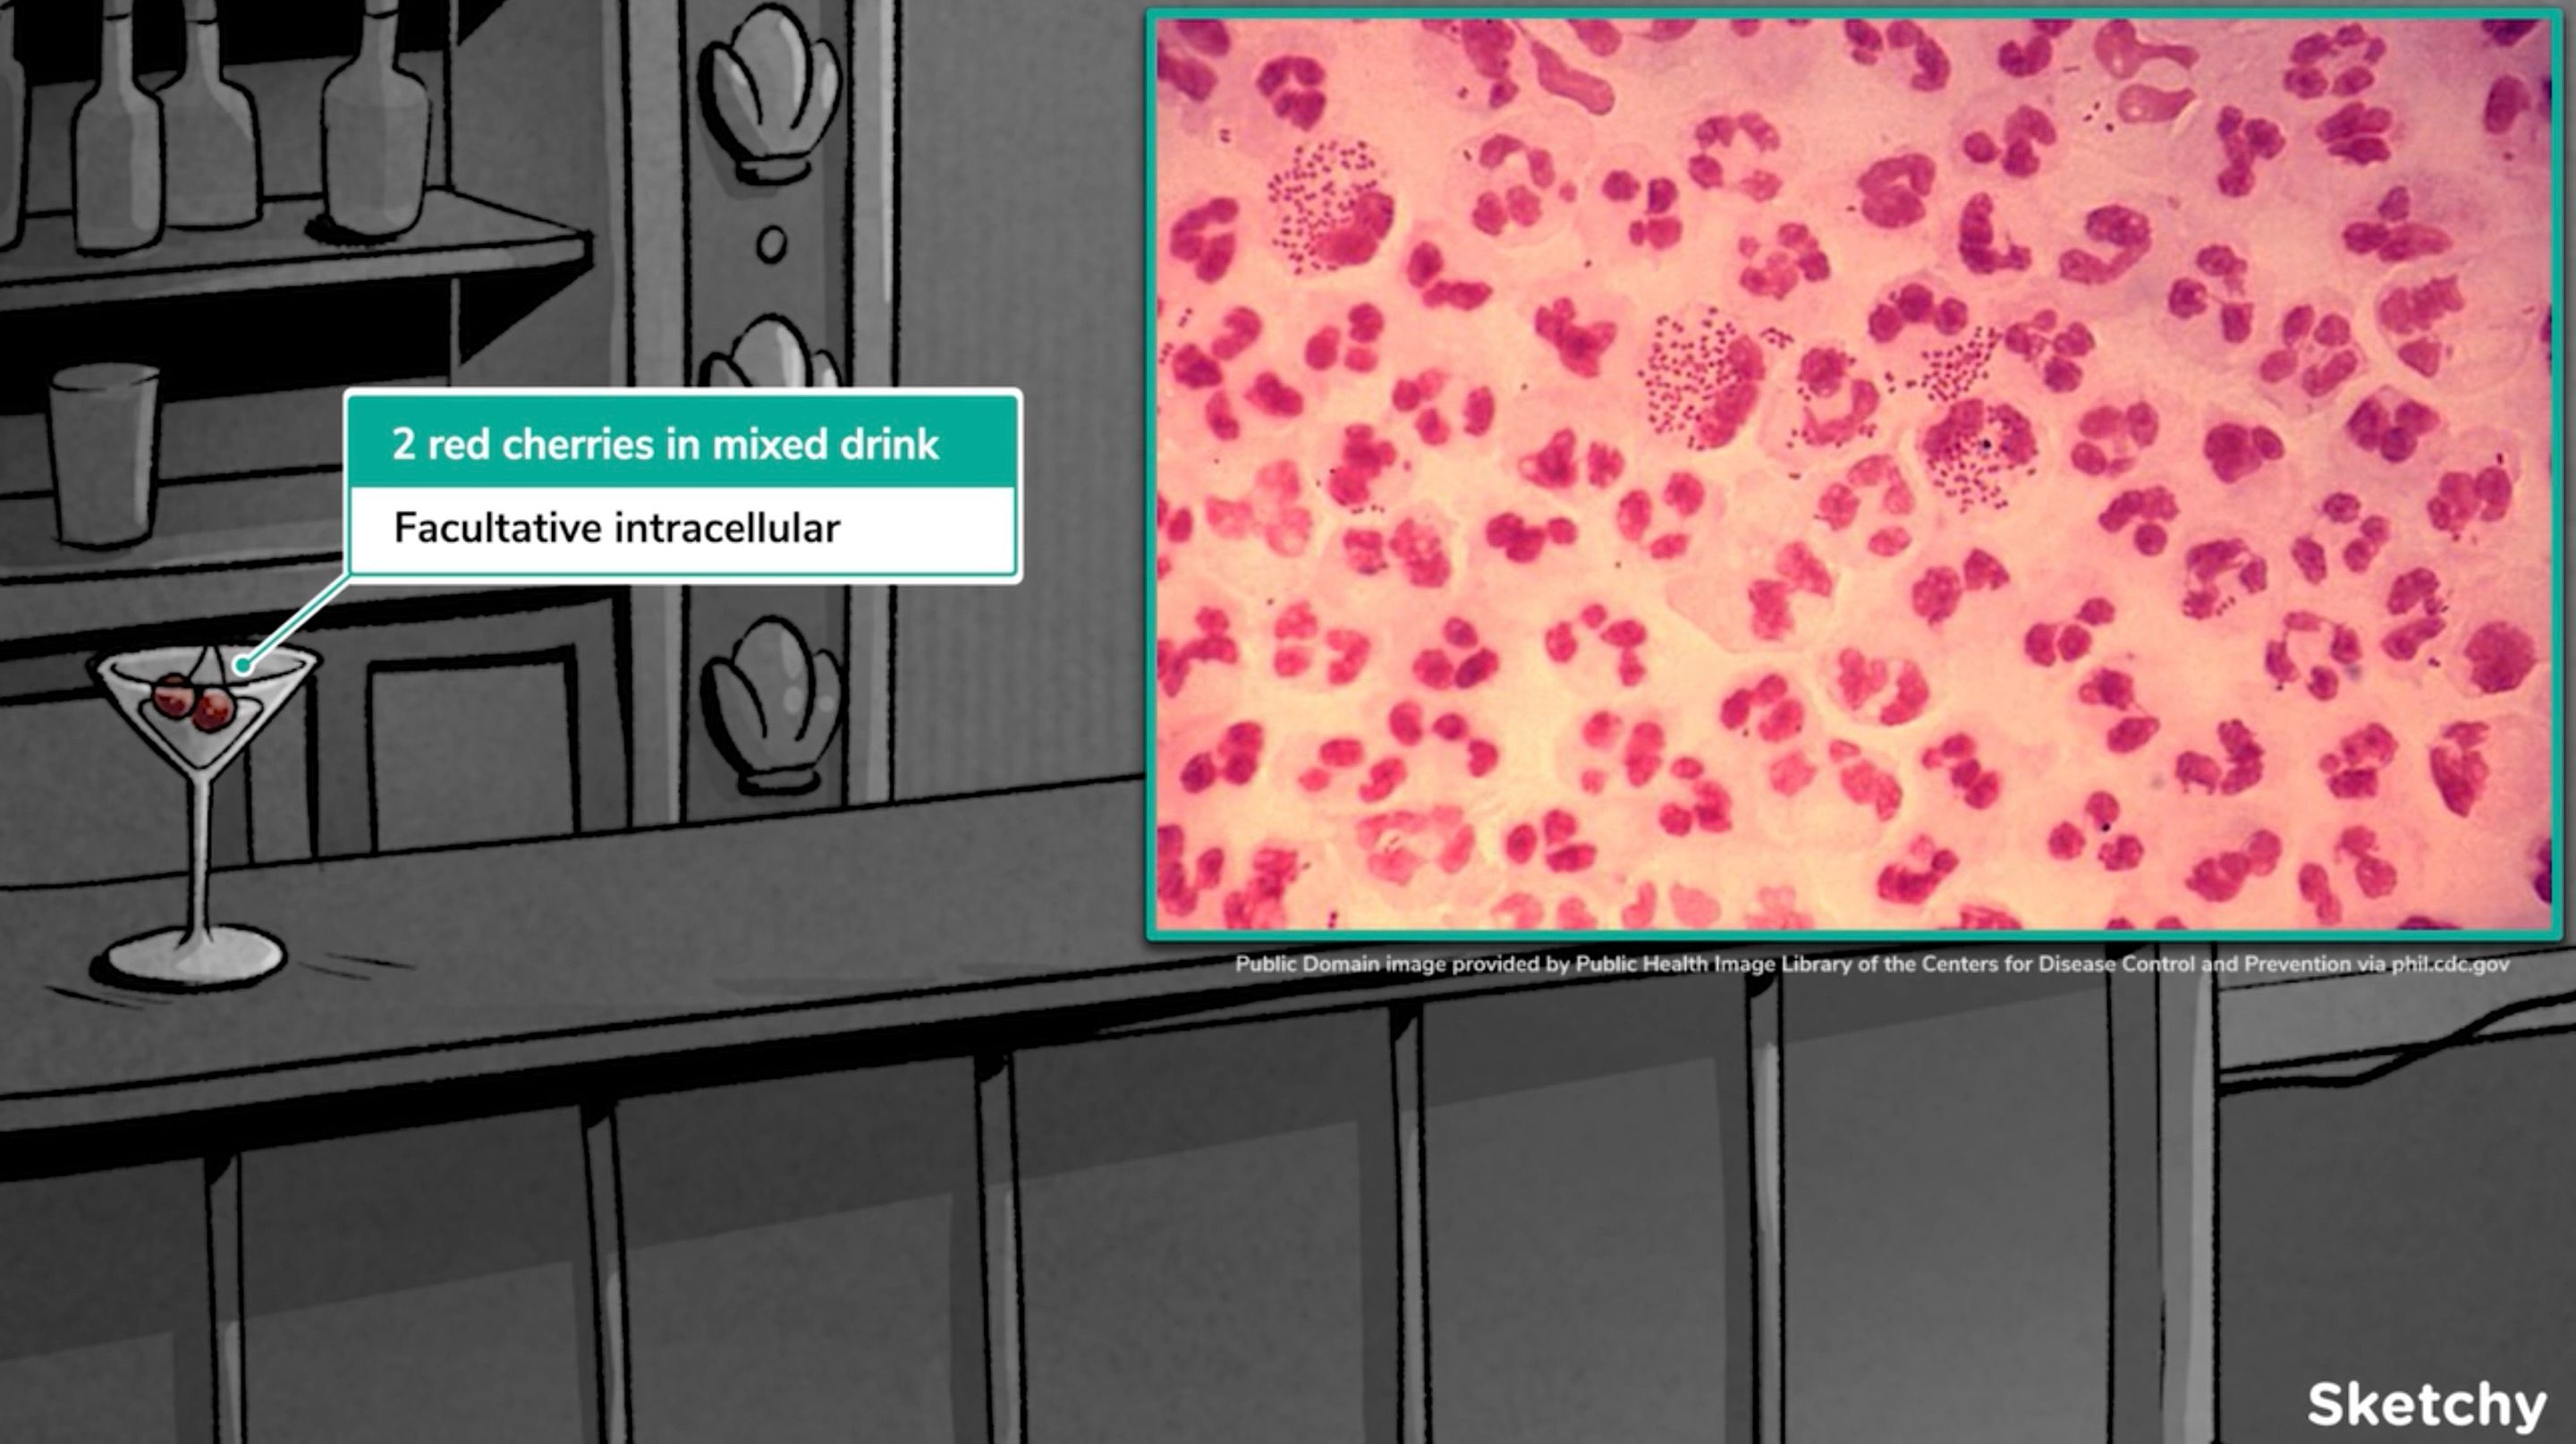 2 red cherries in mixed drink
Facultative intracellular
Public Domain image provided by Public Health Image Library of the Centers for Disease Control and Prevention via phil.cdc.gov
Sketchy